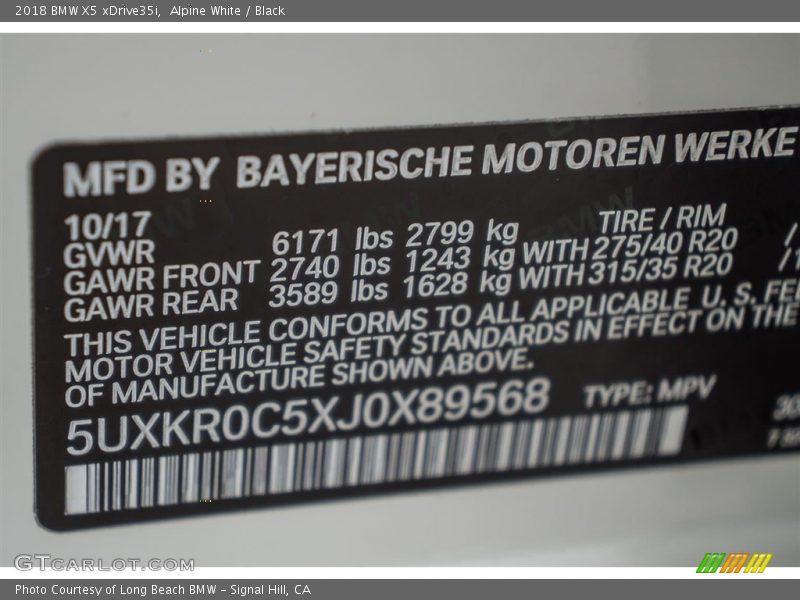 2018 BMW X5 xDrive35i, Alpine White / Black
MFD BY BAYERISCHE MOTOREN WERKE
10/17
GVWR 6171 lbs 2799 kg TIRE / RIM
GAWR FRONT 2740 lbs 1243 kg WITH 275/40 R20 /
GAWR REAR 3589 lbs 1628 kg WITH 315/35 R20
THIS VEHICLE CONFORMS TO ALL APPLICABLE U. S.
MOTOR VEHICLE SAFETY STANDARDS IN EFFECT ON THE
OF MANUFACTURE SHOWN ABOVE.
5UXKR0C5XJ0X89568 TYPE: MPV
GTCARLOT.COM
Photo Courtesy of Long Beach BMW – Signal Hill, CA